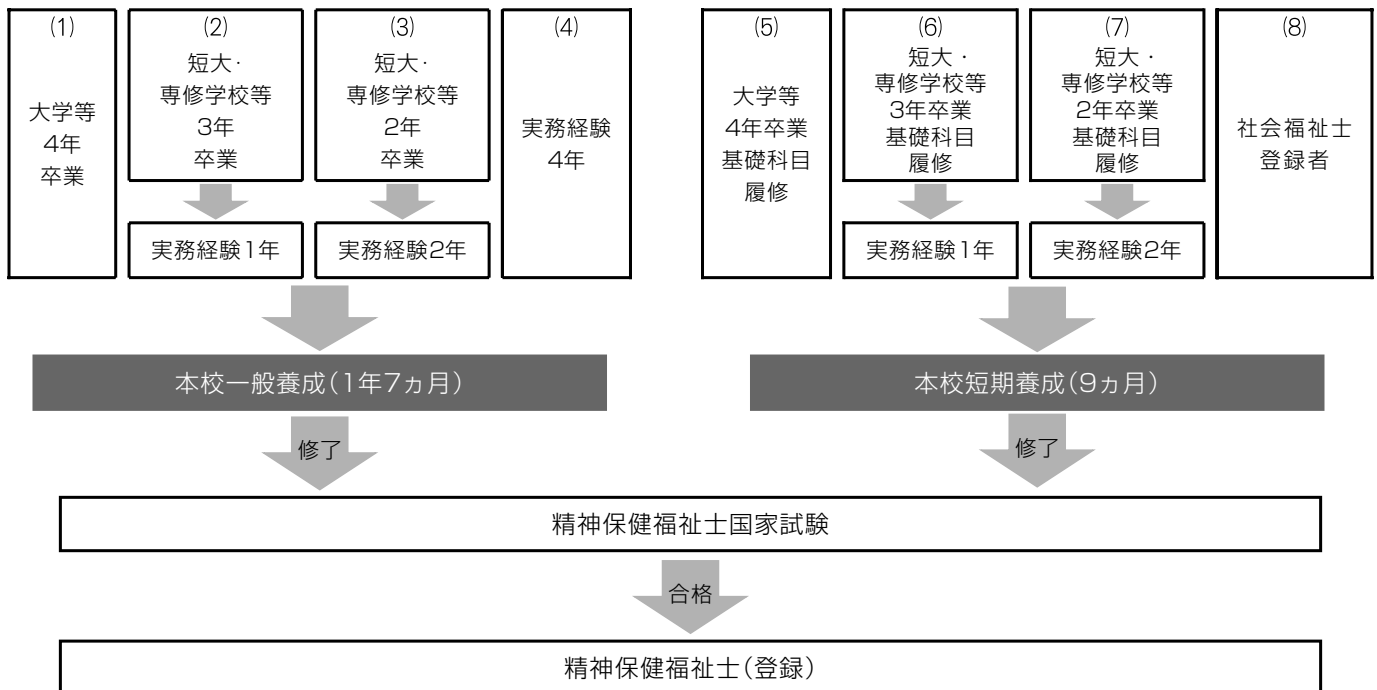 (1)
大学等
4年
卒業
(2)
短大・
専修学校等
3年
卒業
実務経験1年
(3)
短大・
専修学校等
2年
卒業
実務経験2年
(4)
実務経験
4年
(5)
大学等
4年卒業
基礎科目
履修
(6)
短大・
専修学校等
3年卒業
基礎科目
履修
実務経験1年
(7)
短大・
専修学校等
2年卒業
基礎科目
履修
実務経験2年
(8)
社会福祉士
登録者
本校一般養成(1年7ヵ月)
本校短期養成(9ヵ月)
修了
修了
精神保健福祉士国家試験
合格
精神保健福祉士(登録)